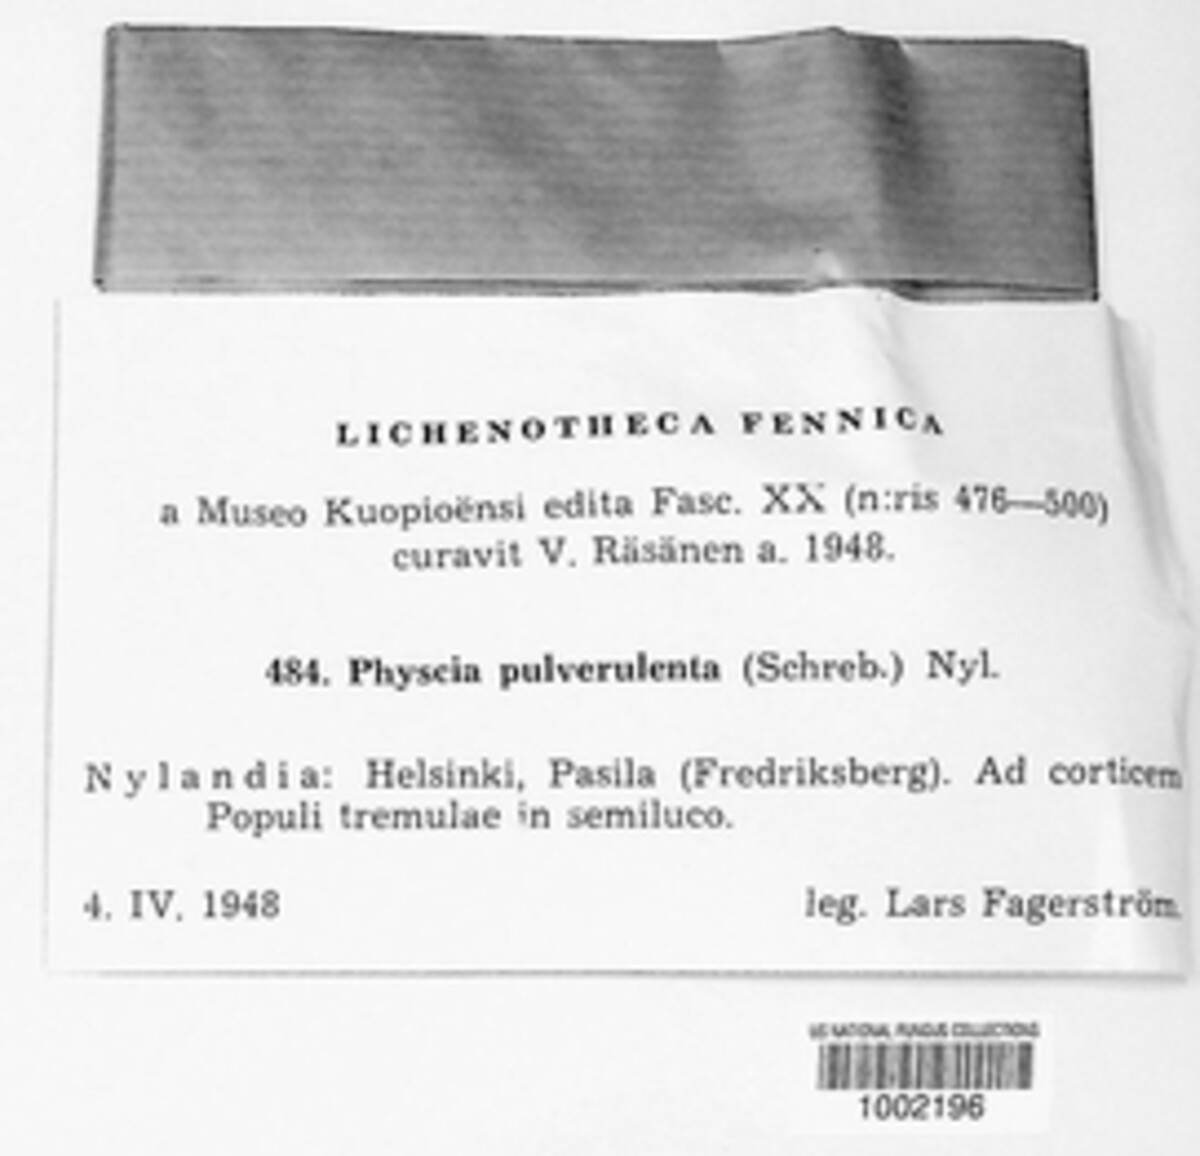 LICHENOTHECA FENNICA
a Museo Kuopioënsi edita Fasc. XX (n:ris 476—500)
curavit V. Räsänen a. 1948.
484. Physcia pulverulenta (Schreb.) Nyl.
Nylandia: Helsinki, Pasila (Fredriksberg). Ad corticem
Populi tremulae in semiluco.
4. IV. 1948 leg. Lars Fagerström.
US NATIONAL FUNGUS COLLECTIONS
1002196